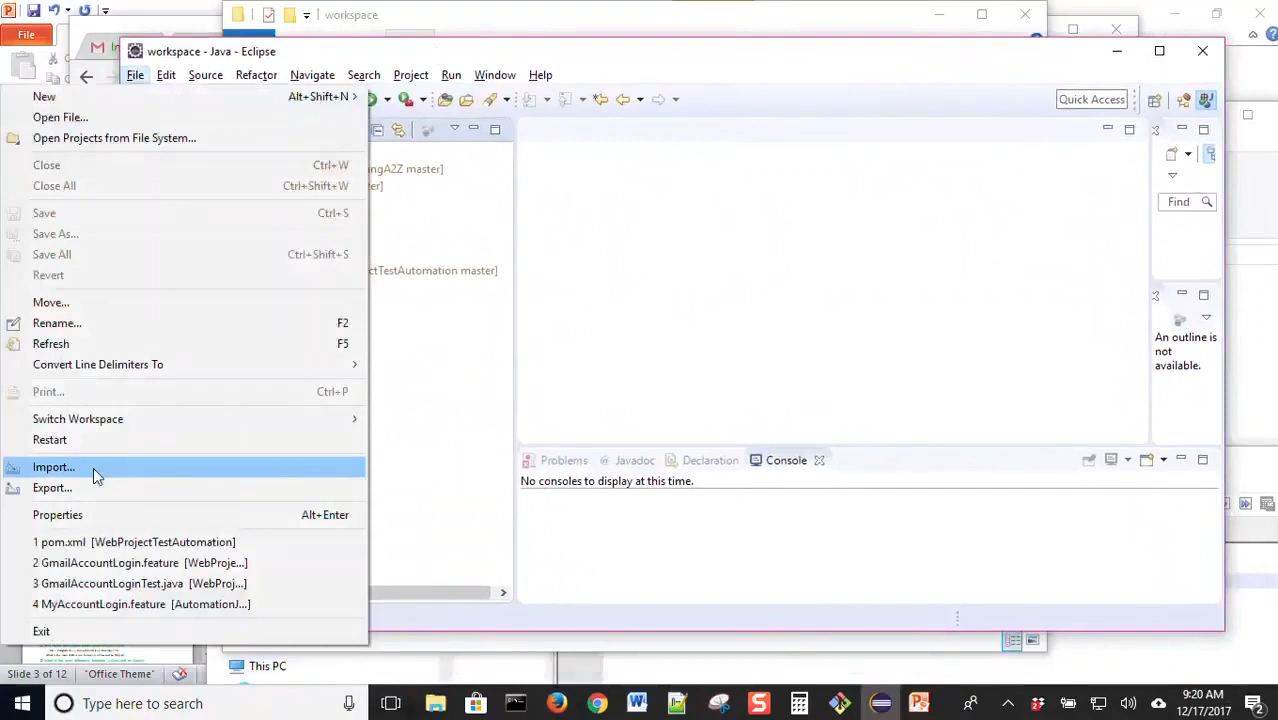 workspace
File
workspace - Java - Eclipse
File Edit Source Refactor Navigate Search Project Run Window Help
New Alt+Shift+N
Open File...
Open Projects from File System...
Close Ctrl+W
Close All Ctrl+Shift+W
Save Ctrl+S
Save As...
Save All Ctrl+Shift+S
Revert
Move...
Rename... F2
Refresh F5
Convert Line Delimiters To
Print... Ctrl+P
Switch Workspace
Restart
Import...
Export...
Properties Alt+Enter
1 pom.xml [WebProjectTestAutomation]
2 GmailAccountLogin.feature [WebProje...]
3 GmailAccountLoginTest.java [WebProj...]
4 MyAccountLogin.feature [AutomationJ...]
Exit
Quick Access
ingA2Z master]
er]
ctTestAutomation master]
Find
An outline is
not
available.
Problems Javadoc Declaration Console
No consoles to display at this time.
This PC
Slide 3 of 12 "Office Theme"
Type here to search
9:20 AM
12/17/2017
2